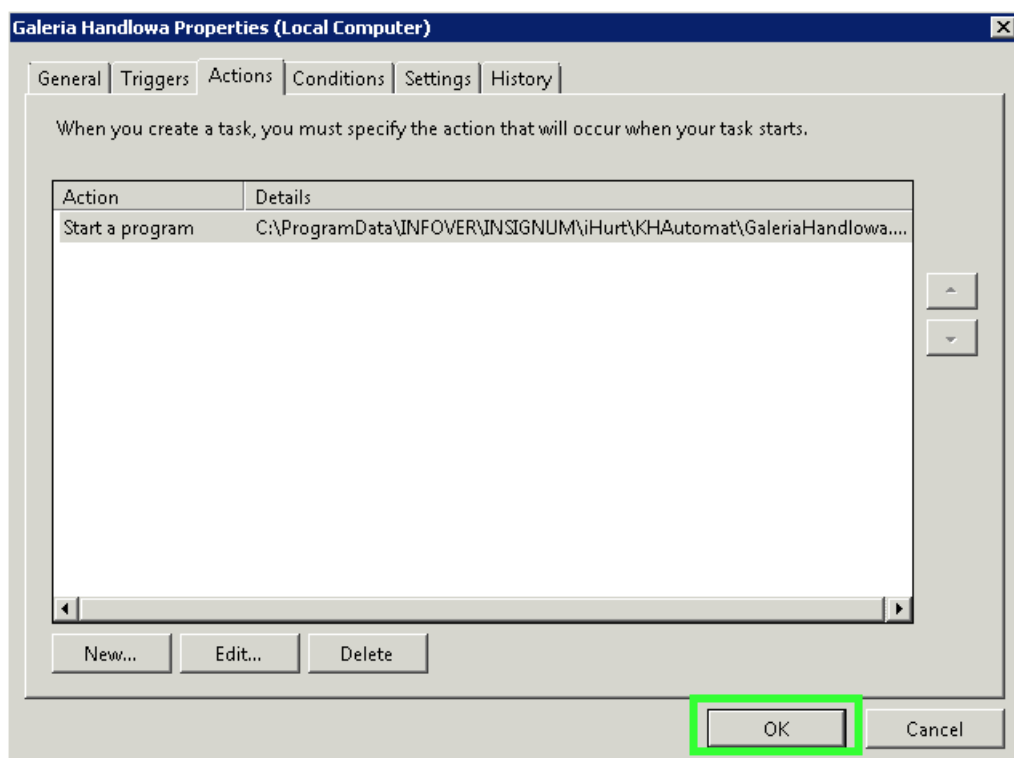 Galeria Handlowa Properties (Local Computer)
General Triggers Actions Conditions Settings History
When you create a task, you must specify the action that will occur when your task starts.
Action Details
Start a program C:\ProgramData\INFOVER\INSIGNUM\iHurt\KHAutomat\GaleriaHandlowa....
New... Edit... Delete
OK Cancel